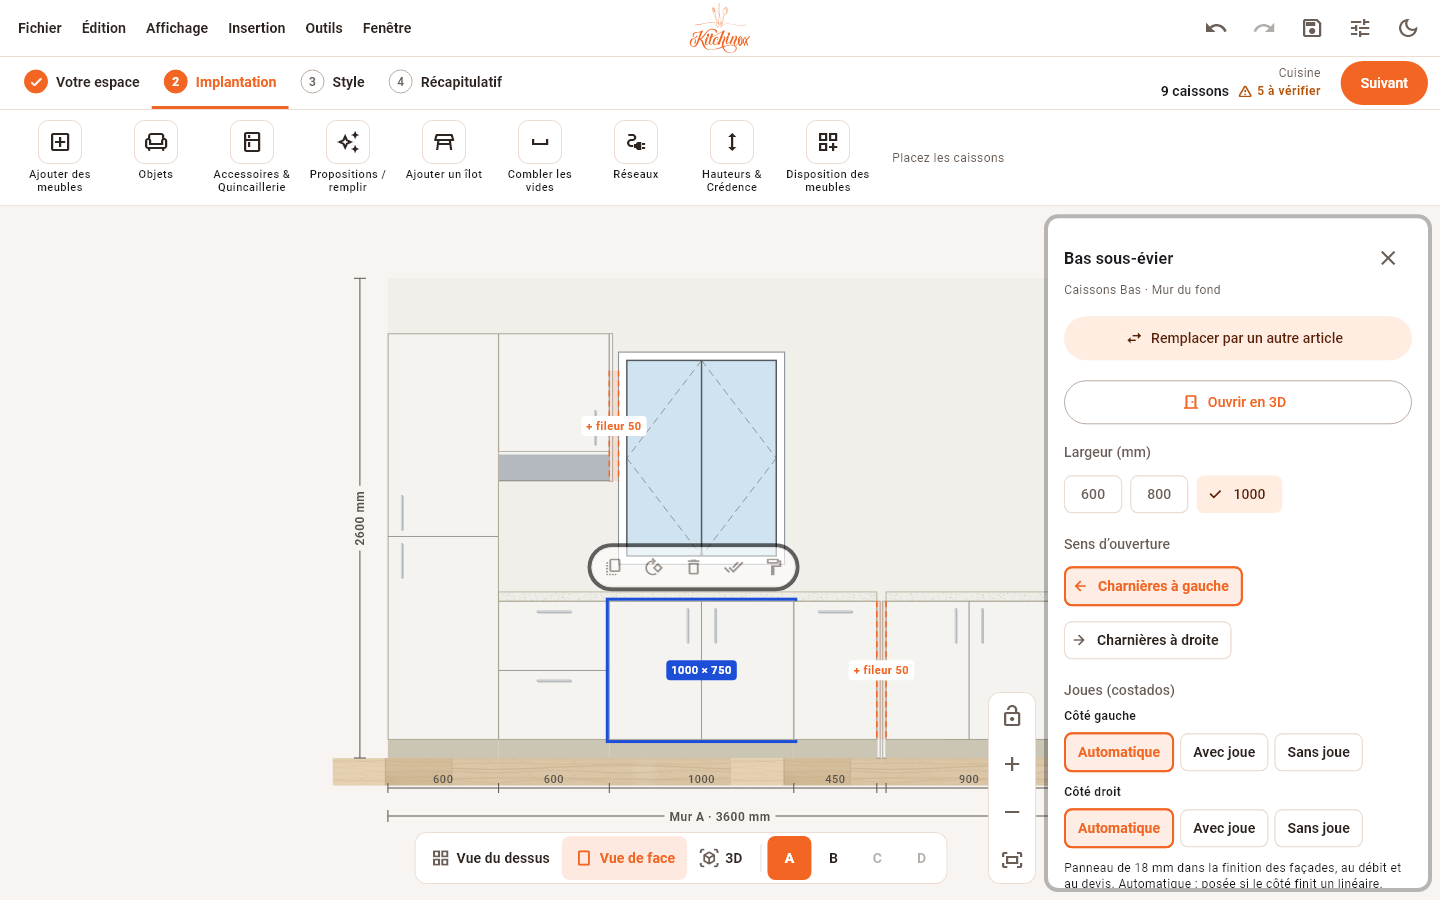 Fichier Édition Affichage Insertion Outils Fenêtre
Kitchinox
Votre espace
2 Implantation
3 Style
4 Récapitulatif
Cuisine
9 caissons 5 à vérifier
Suivant
Ajouter des
meubles
Objets
Accessoires &
Quincaillerie
Propositions /
remplir
Ajouter un îlot
Combler les
vides
Réseaux
Hauteurs &
Crédence
Disposition des
meubles
Placez les caissons
2600 mm
+ fileur 50
1000 × 750
+ fileur 50
600 600 1000 450 900
Mur A · 3600 mm
Vue du dessus Vue de face 3D A B C D
Bas sous-évier
Caissons Bas · Mur du fond
Remplacer par un autre article
Ouvrir en 3D
Largeur (mm)
600 800 1000
Sens d’ouverture
Charnières à gauche
Charnières à droite
Joues (costados)
Côté gauche
Automatique Avec joue Sans joue
Côté droit
Automatique Avec joue Sans joue
Panneau de 18 mm dans la finition des façades, au débit et
au devis. Automatique : posée si le côté finit un linéaire.